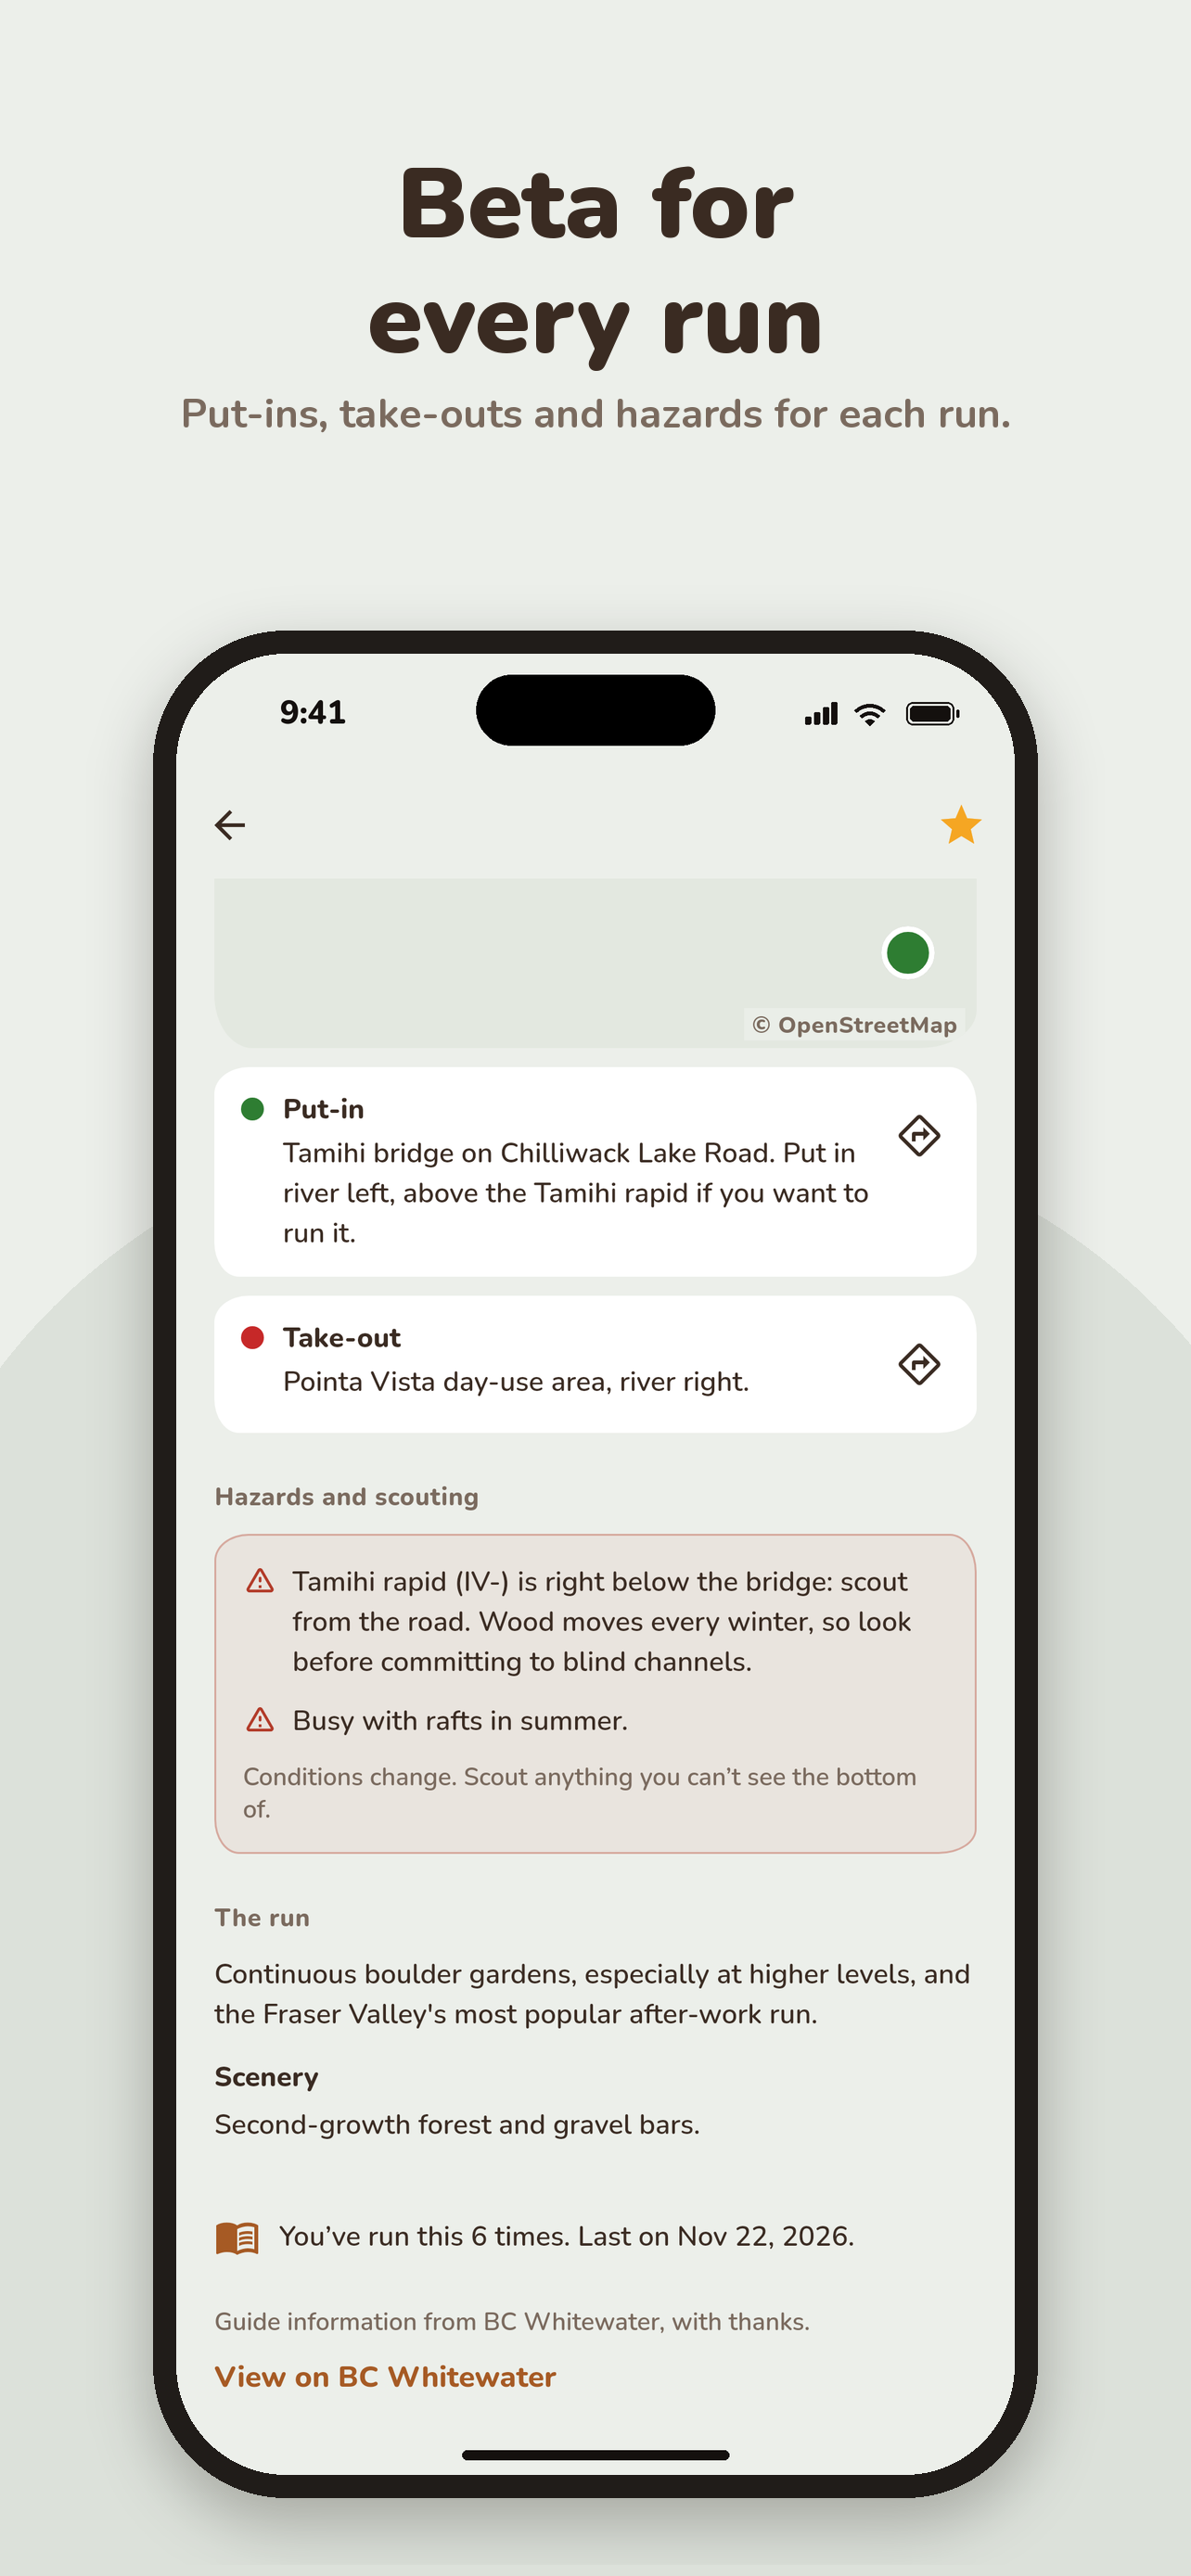 Beta for
every run
Put-ins, take-outs and hazards for each run.
9:41
© OpenStreetMap
Put-in
Tamihi bridge on Chilliwack Lake Road. Put in
river left, above the Tamihi rapid if you want to
run it.
Take-out
Pointa Vista day-use area, river right.
Hazards and scouting
Tamihi rapid (IV-) is right below the bridge: scout
from the road. Wood moves every winter, so look
before committing to blind channels.
Busy with rafts in summer.
Conditions change. Scout anything you can’t see the bottom
of.
The run
Continuous boulder gardens, especially at higher levels, and
the Fraser Valley's most popular after-work run.
Scenery
Second-growth forest and gravel bars.
You’ve run this 6 times. Last on Nov 22, 2026.
Guide information from BC Whitewater, with thanks.
View on BC Whitewater